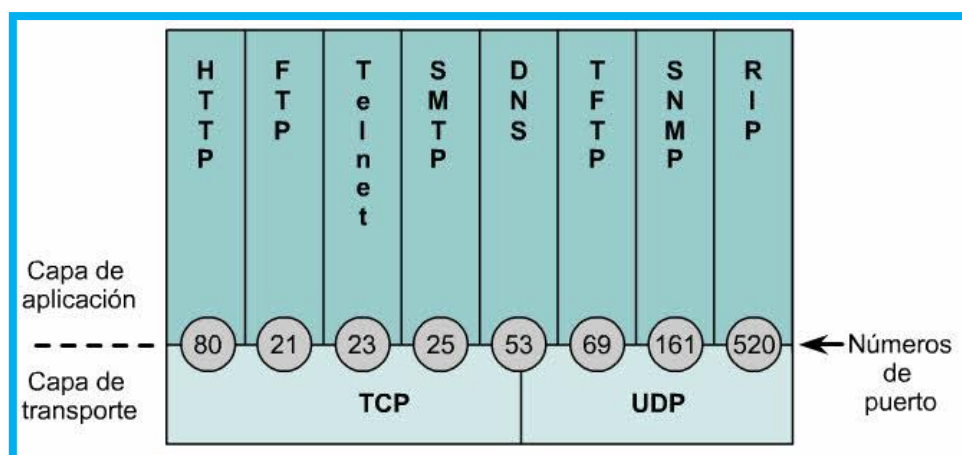 HTTP
FTP
Telnet
SMTP
DNS
TFTP
SNMP
RIP
Capa de
aplicación
80
21
23
25
53
69
161
520
Números
de
puerto
Capa de
transporte
TCP
UDP